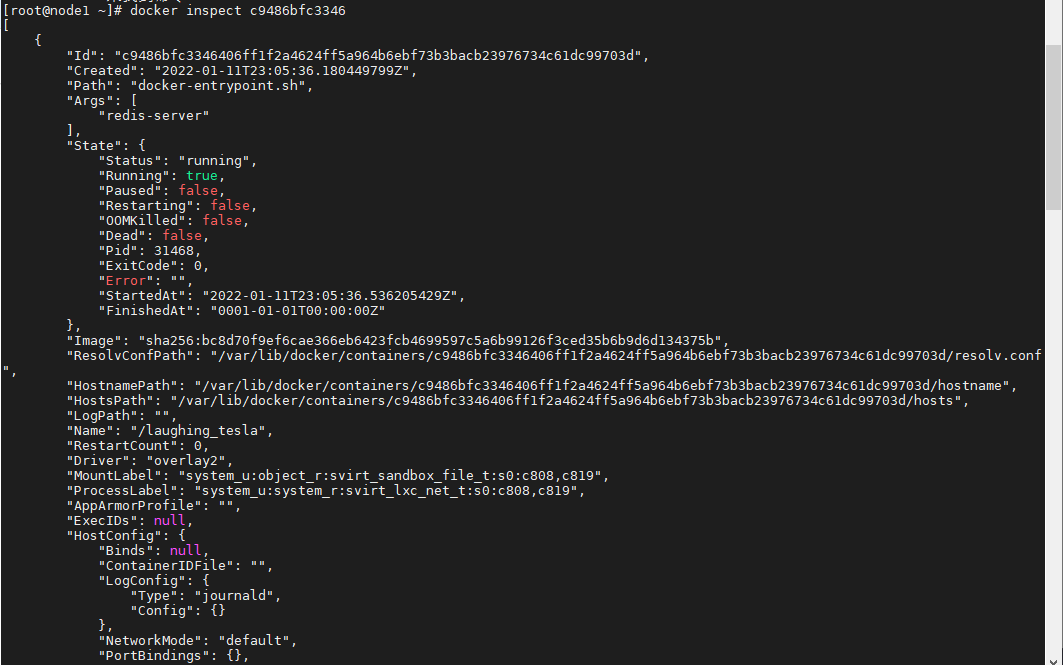 [root@node1 ~]# docker inspect c9486bfc3346
[
    {
        "Id": "c9486bfc3346406ff1f2a4624ff5a964b6ebf73b3bacb23976734c61dc99703d",
        "Created": "2022-01-11T23:05:36.180449799Z",
        "Path": "docker-entrypoint.sh",
        "Args": [
            "redis-server"
        ],
        "State": {
            "Status": "running",
            "Running": true,
            "Paused": false,
            "Restarting": false,
            "OOMKilled": false,
            "Dead": false,
            "Pid": 31468,
            "ExitCode": 0,
            "Error": "",
            "StartedAt": "2022-01-11T23:05:36.536205429Z",
            "FinishedAt": "0001-01-01T00:00:00Z"
        },
        "Image": "sha256:bc8d70f9ef6cae366eb6423fcb4699597c5a6b99126f3ced35b6b9d6d134375b",
        "ResolvConfPath": "/var/lib/docker/containers/c9486bfc3346406ff1f2a4624ff5a964b6ebf73b3bacb23976734c61dc99703d/resolv.conf
",
        "HostnamePath": "/var/lib/docker/containers/c9486bfc3346406ff1f2a4624ff5a964b6ebf73b3bacb23976734c61dc99703d/hostname",
        "HostsPath": "/var/lib/docker/containers/c9486bfc3346406ff1f2a4624ff5a964b6ebf73b3bacb23976734c61dc99703d/hosts",
        "LogPath": "",
        "Name": "/laughing_tesla",
        "RestartCount": 0,
        "Driver": "overlay2",
        "MountLabel": "system_u:object_r:svirt_sandbox_file_t:s0:c808,c819",
        "ProcessLabel": "system_u:system_r:svirt_lxc_net_t:s0:c808,c819",
        "AppArmorProfile": "",
        "ExecIDs": null,
        "HostConfig": {
            "Binds": null,
            "ContainerIDFile": "",
            "LogConfig": {
                "Type": "journald",
                "Config": {}
            },
            "NetworkMode": "default",
            "PortBindings": {},